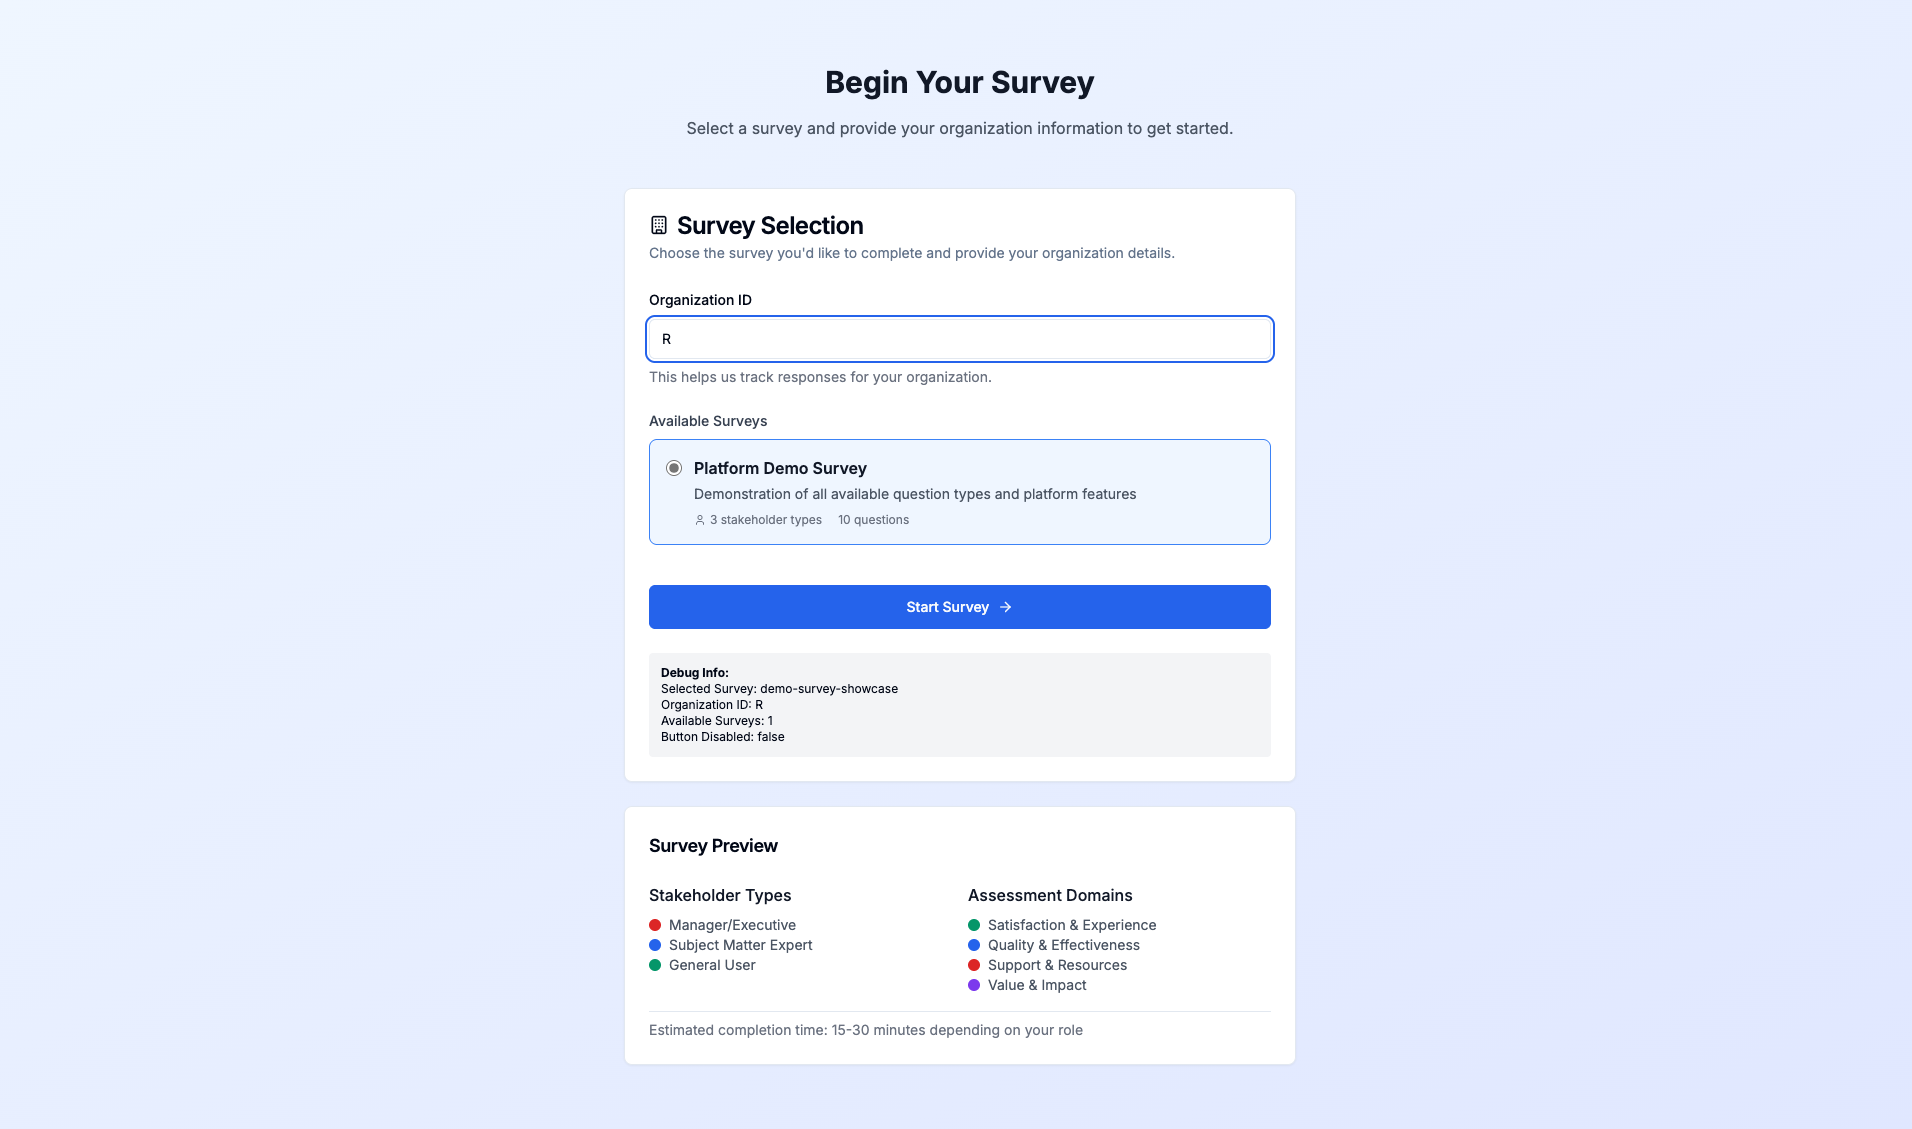 Begin Your Survey
Select a survey and provide your organization information to get started.
Survey Selection
Choose the survey you'd like to complete and provide your organization details.
Organization ID
R
This helps us track responses for your organization.
Available Surveys
Platform Demo Survey
Demonstration of all available question types and platform features
3 stakeholder types 10 questions
Start Survey
Debug Info:
Selected Survey: demo-survey-showcase
Organization ID: R
Available Surveys: 1
Button Disabled: false
Survey Preview
Stakeholder Types
Manager/Executive
Subject Matter Expert
General User
Assessment Domains
Satisfaction & Experience
Quality & Effectiveness
Support & Resources
Value & Impact
Estimated completion time: 15-30 minutes depending on your role